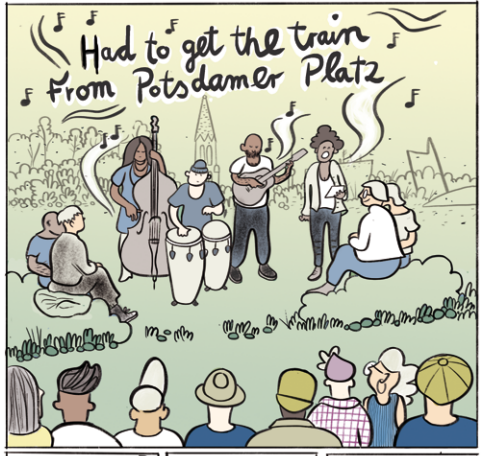 Had to get the train
From Potsdamer Platz